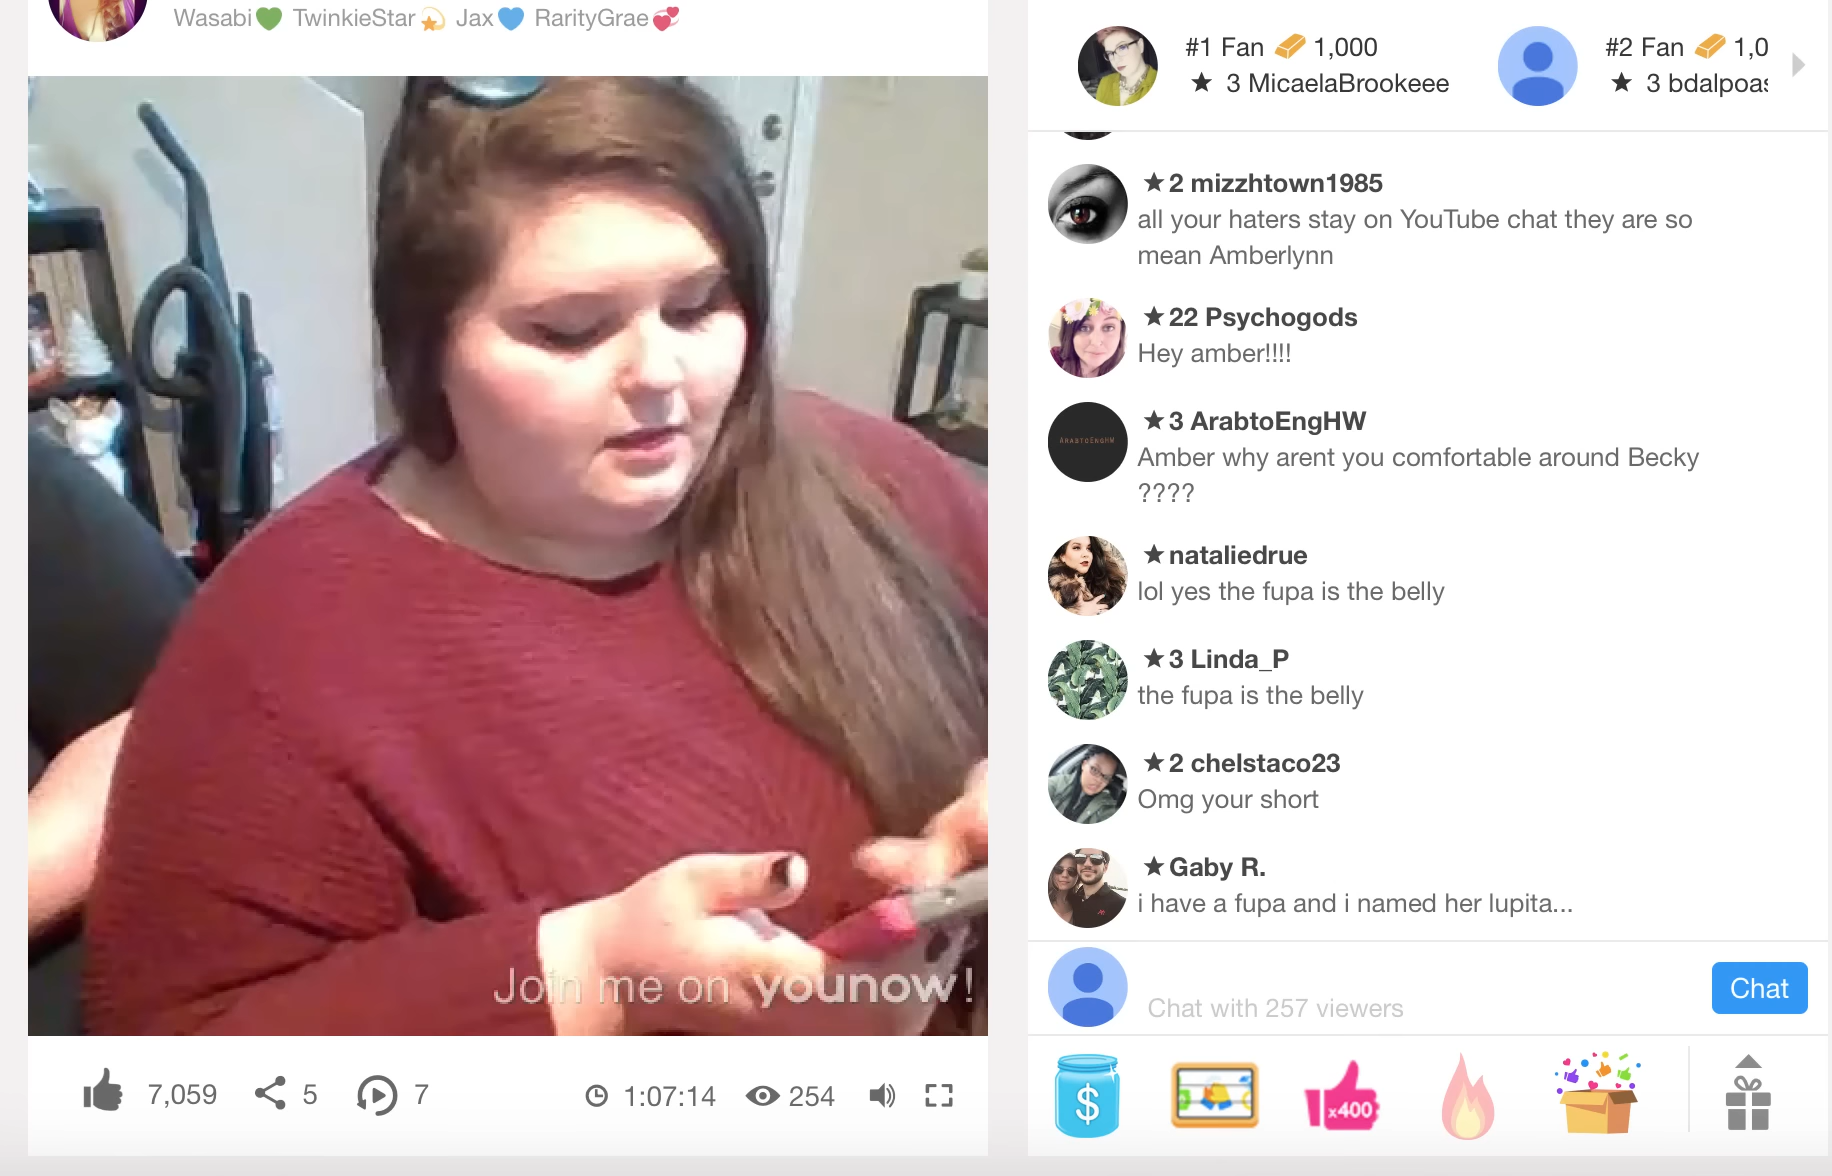 Wasabi💚 TwinkieStar💫 Jax💙 RarityGrae💞
#1 Fan 1,000
★ 3 MicaelaBrookeee
#2 Fan 1,0
★ 3 bdalpoas
★2 mizzhtown1985
all your haters stay on YouTube chat they are so
mean Amberlynn
★22 Psychogods
Hey amber!!!!
ARABTOENGHW
★3 ArabtoEngHW
Amber why arent you comfortable around Becky
????
★nataliedrue
lol yes the fupa is the belly
★3 Linda_P
the fupa is the belly
★2 chelstaco23
Omg your short
★Gaby R.
i have a fupa and i named her lupita...
Join me on younow!
Chat with 257 viewers
Chat
7,059 5 7 1:07:14 254
$
x400